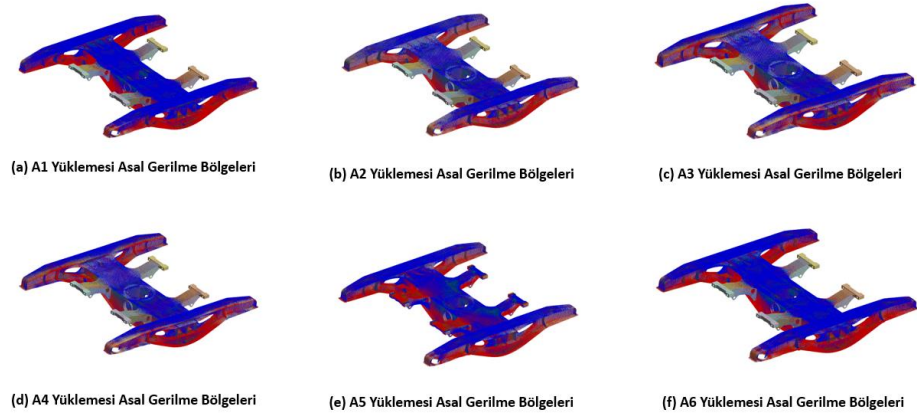 (a) A1 Yüklemesi Asal Gerilme Bölgeleri
(b) A2 Yüklemesi Asal Gerilme Bölgeleri
(c) A3 Yüklemesi Asal Gerilme Bölgeleri
(d) A4 Yüklemesi Asal Gerilme Bölgeleri
(e) A5 Yüklemesi Asal Gerilme Bölgeleri
(f) A6 Yüklemesi Asal Gerilme Bölgeleri